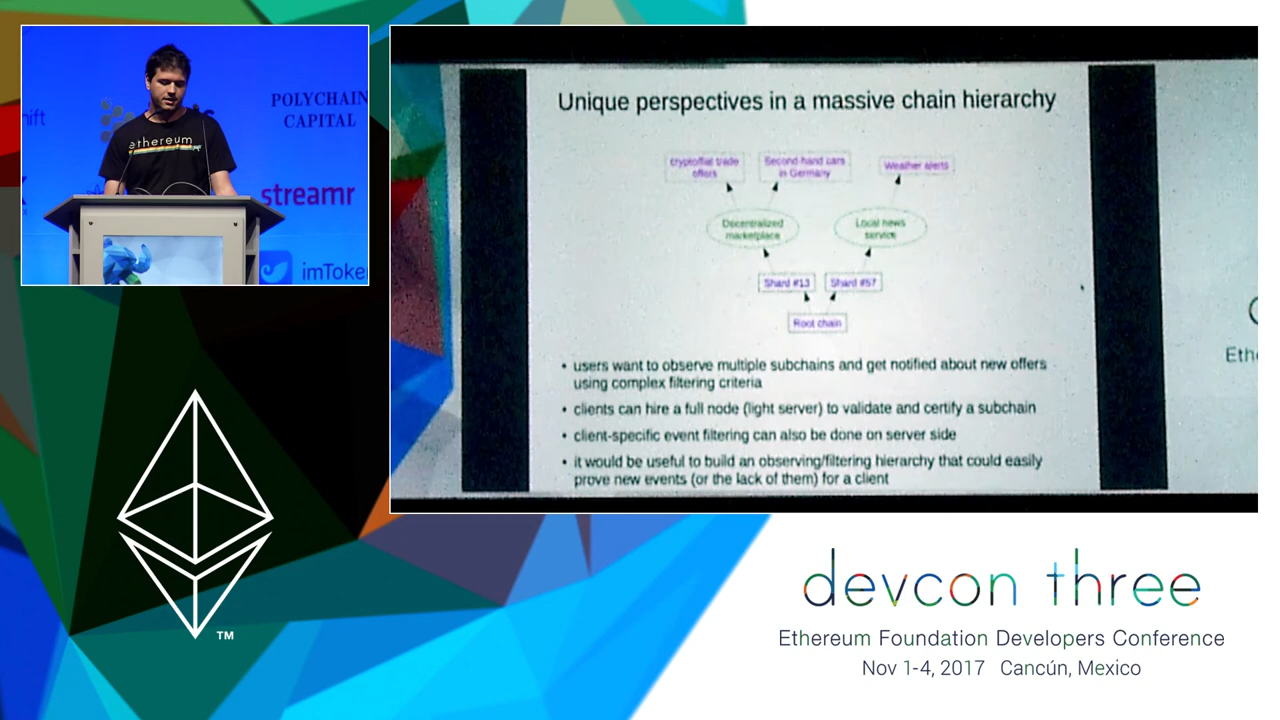 POLYCHAIN
CAPITAL
ethereum
streamr
imToke
Unique perspectives in a massive chain hierarchy
crypto/fiat trade
offers
Second-hand cars
in Germany
Weather alerts
Decentralized
marketplace
Local news
service
Shard #13
Shard #57
Root chain
• users want to observe multiple subchains and get notified about new offers
using complex filtering criteria
• clients can hire a full node (light server) to validate and certify a subchain
• client-specific event filtering can also be done on server side
• it would be useful to build an observing/filtering hierarchy that could easily
prove new events (or the lack of them) for a client
Eth
TM
devcon three
Ethereum Foundation Developers Conference
Nov 1-4, 2017 Cancún, Mexico